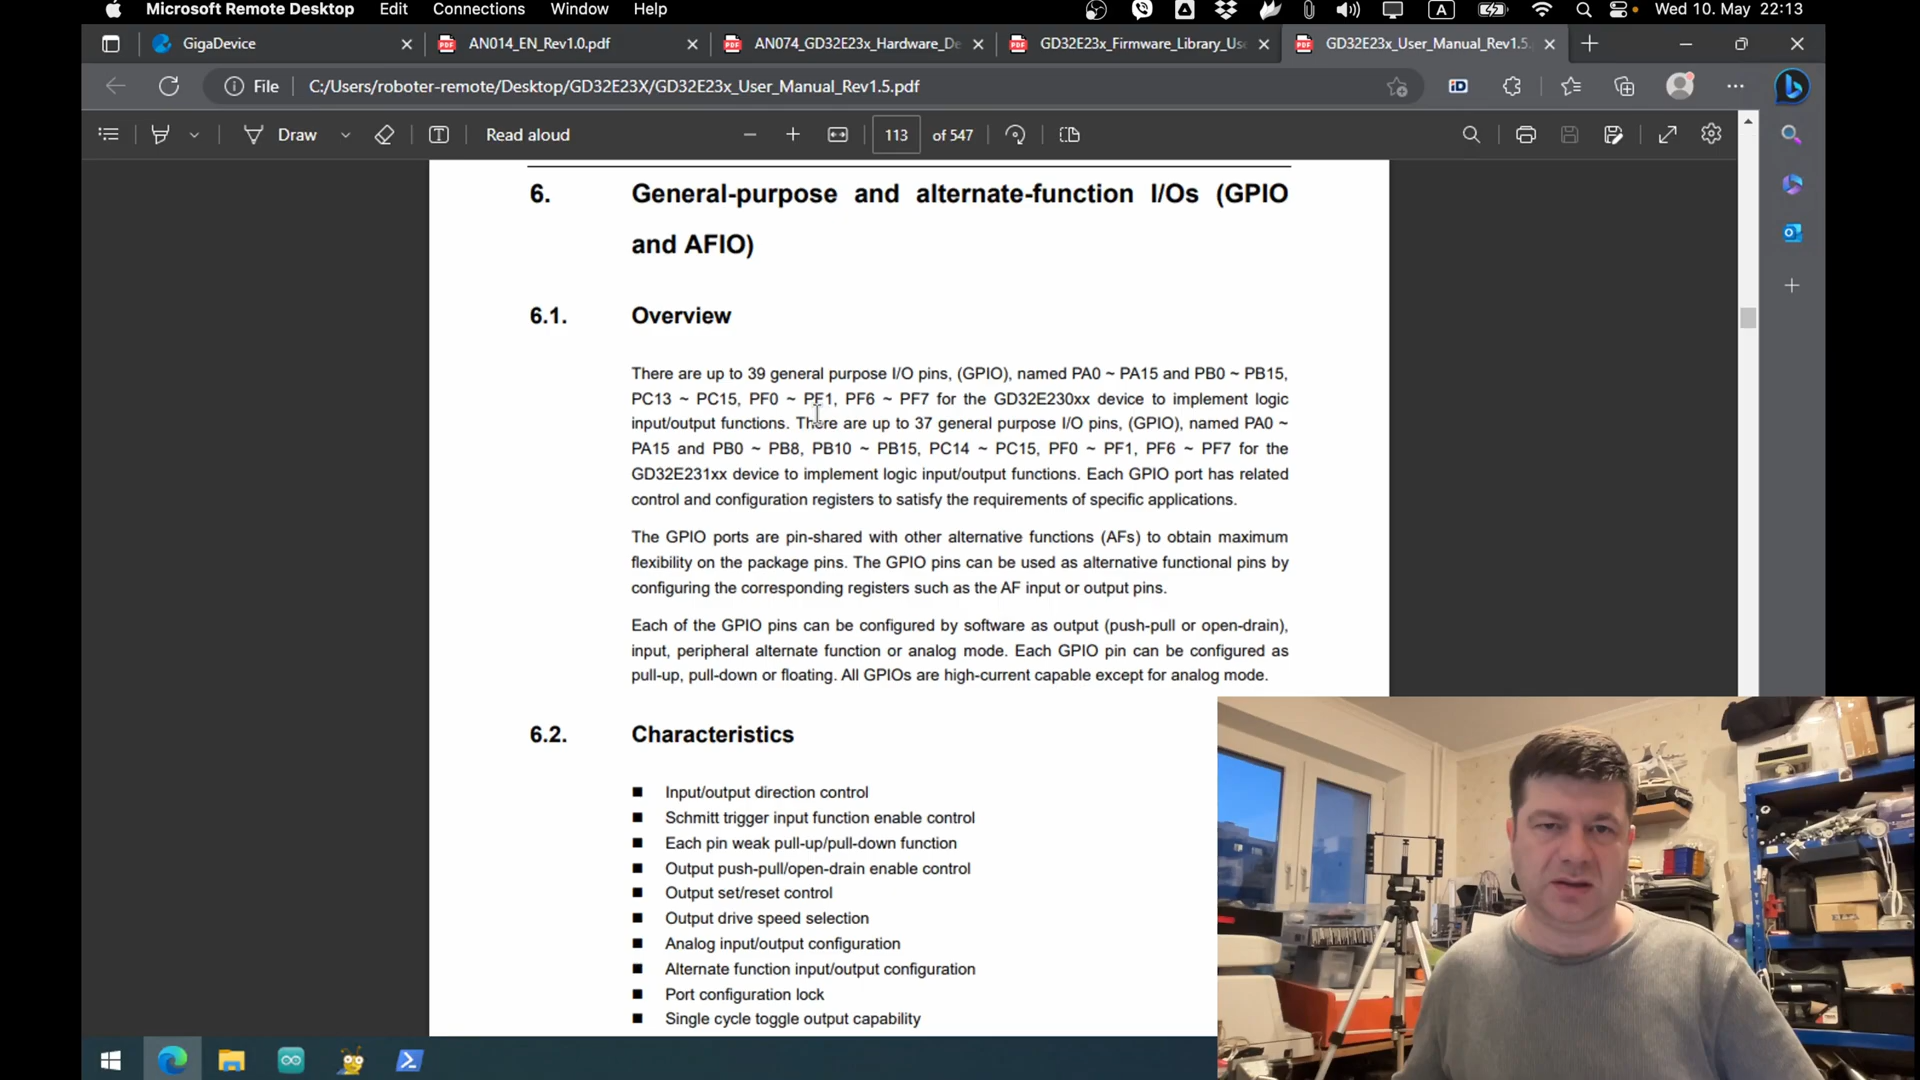 Microsoft Remote Desktop Edit Connections Window Help A Wed 10. May 22:13
GigaDevice AN014_EN_Rev1.0.pdf AN074_GD32E23x_Hardware_De GD32E23x_Firmware_Library_Us GD32E23x_User_Manual_Rev1.5.
File C:/Users/roboter-remote/Desktop/GD32E23X/GD32E23x_User_Manual_Rev1.5.pdf iD
Draw T Read aloud 113 of 547
6. General-purpose and alternate-function I/Os (GPIO
and AFIO)
6.1. Overview
There are up to 39 general purpose I/O pins, (GPIO), named PA0 ~ PA15 and PB0 ~ PB15,
PC13 ~ PC15, PF0 ~ PF1, PF6 ~ PF7 for the GD32E230xx device to implement logic
input/output functions. There are up to 37 general purpose I/O pins, (GPIO), named PA0 ~
PA15 and PB0 ~ PB8, PB10 ~ PB15, PC14 ~ PC15, PF0 ~ PF1, PF6 ~ PF7 for the
GD32E231xx device to implement logic input/output functions. Each GPIO port has related
control and configuration registers to satisfy the requirements of specific applications.
The GPIO ports are pin-shared with other alternative functions (AFs) to obtain maximum
flexibility on the package pins. The GPIO pins can be used as alternative functional pins by
configuring the corresponding registers such as the AF input or output pins.
Each of the GPIO pins can be configured by software as output (push-pull or open-drain),
input, peripheral alternate function or analog mode. Each GPIO pin can be configured as
pull-up, pull-down or floating. All GPIOs are high-current capable except for analog mode.
6.2. Characteristics
■ Input/output direction control
■ Schmitt trigger input function enable control
■ Each pin weak pull-up/pull-down function
■ Output push-pull/open-drain enable control
■ Output set/reset control
■ Output drive speed selection
■ Analog input/output configuration
■ Alternate function input/output configuration
■ Port configuration lock
■ Single cycle toggle output capability